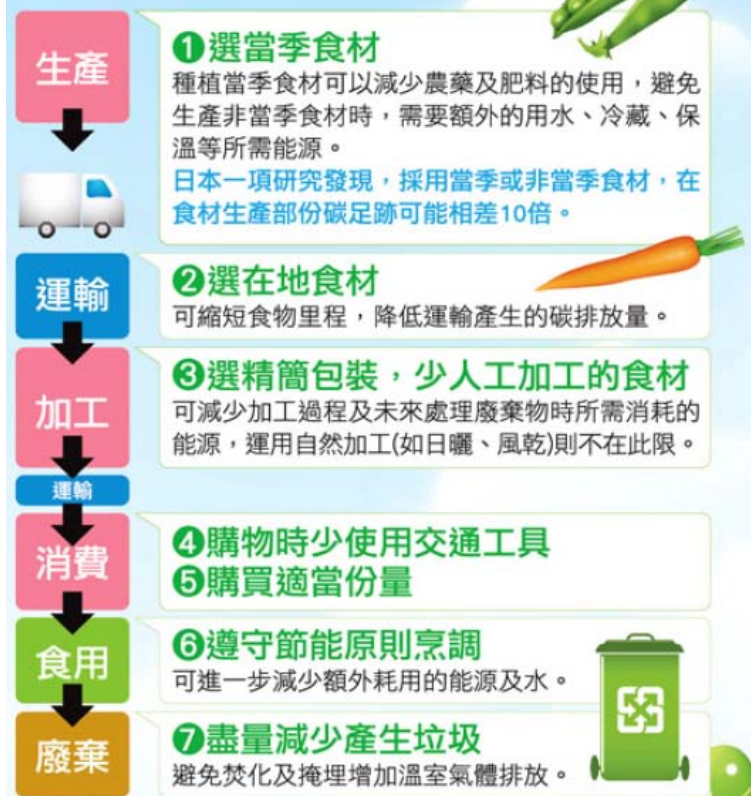 生產
❶選當季食材
種植當季食材可以減少農藥及肥料的使用，避免
生產非當季食材時，需要額外的用水、冷藏、保
溫等所需能源。
日本一項研究發現，採用當季或非當季食材，在
食材生產部份碳足跡可能相差10倍。
運輸
❷選在地食材
可縮短食物里程，降低運輸產生的碳排放量。
加工
❸選精簡包裝，少人工加工的食材
可減少加工過程及未來處理廢棄物時所需消耗的
能源，運用自然加工(如日曬、風乾)則不在此限。
運輸
消費
❹購物時少使用交通工具
❺購買適當份量
食用
❻遵守節能原則烹調
可進一步減少額外耗用的能源及水。
廢棄
❼盡量減少產生垃圾
避免焚化及掩埋增加溫室氣體排放。